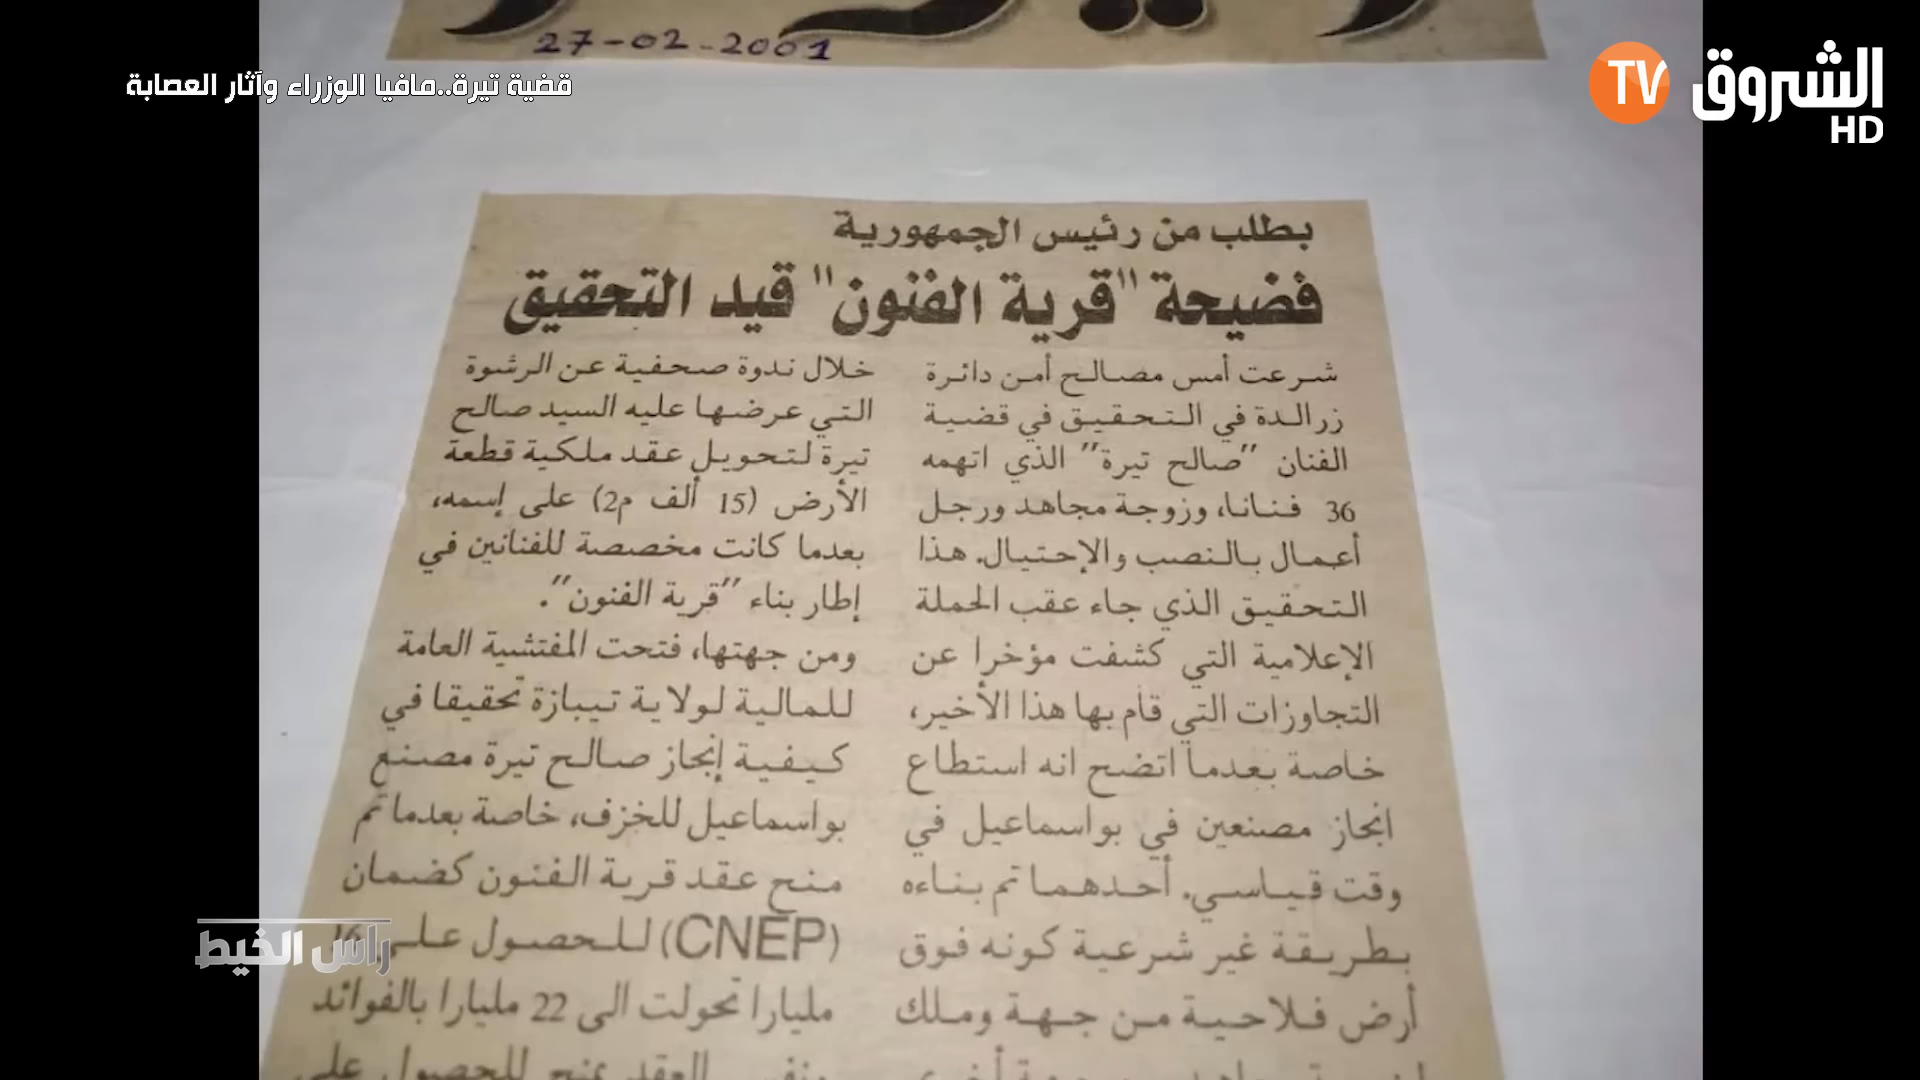 27-02-2001
قضية تيرة..مافيا الوزراء وآثار العصابة
TV الشروق
HD
بطلب من رئيس الجمهورية
فضيحة "قرية الفنون" قيد التحقيق
شرعت أمس مصالح أمن دائرة
زرالدة في التحقيق في قضية
الفنان "صالح تيرة" الذي اتهمه
36 فنانا، وزوجة مجاهد ورجل
أعمال بالنصب والإحتيال. هذا
التحقيق الذي جاء عقب الحملة
الإعلامية التي كشفت مؤخرا عن
التجاوزات التي قام بها هذا الأخير،
خاصة بعدما اتضح انه استطاع
انجاز مصنعين في بواسماعيل في
وقت قياسي. أحدهما تم بناءه
بطريقة غير شرعية كونه فوق
أرض فلاحية من جهة وملك
خلال ندوة صحفية عن الرشوة
التي عرضها عليه السيد صالح
تيرة لتحويل عقد ملكية قطعة
الأرض (15 ألف م2) على إسمه،
بعدما كانت مخصصة للفنانين في
إطار بناء "قرية الفنون".
ومن جهتها، فتحت المفتشية العامة
للمالية لولاية تيبازة تحقيقا في
كيفية إنجاز صالح تيرة مصنع
بواسماعيل للخزف، خاصة بعدما تم
منح عقد قرية الفنون كضمان
(CNEP) للحصول على 16
مليارا تحولت الى 22 مليارا بالفوائد
ونفس العقد يمنح للحصول على
راس الخيط